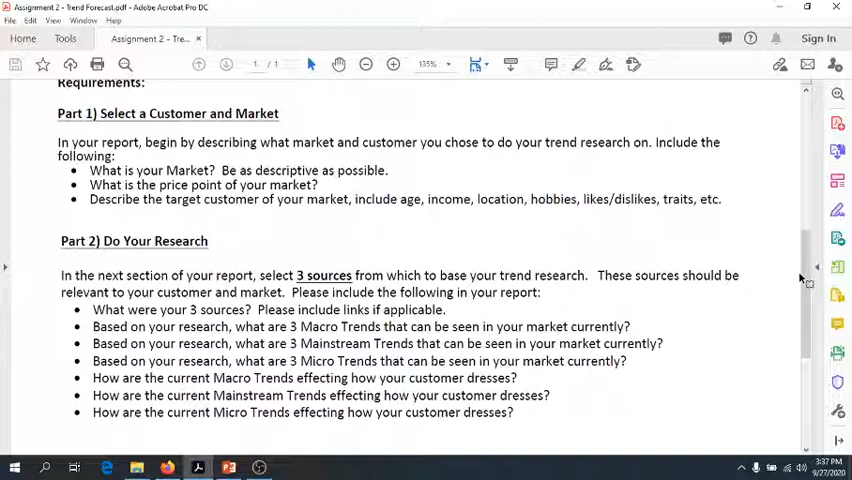 Assignment 2 - Trend Forecast.pdf - Adobe Acrobat Pro DC
File Edit View Window Help
Home Tools Assignment 2 - Tre... × Sign In
1 / 1 135%
Requirements:
Part 1) Select a Customer and Market
In your report, begin by describing what market and customer you chose to do your trend research on. Include the
following:
• What is your Market? Be as descriptive as possible.
• What is the price point of your market?
• Describe the target customer of your market, include age, income, location, hobbies, likes/dislikes, traits, etc.
Part 2) Do Your Research
In the next section of your report, select 3 sources from which to base your trend research. These sources should be
relevant to your customer and market. Please include the following in your report:
• What were your 3 sources? Please include links if applicable.
• Based on your research, what are 3 Macro Trends that can be seen in your market currently?
• Based on your research, what are 3 Mainstream Trends that can be seen in your market currently?
• Based on your research, what are 3 Micro Trends that can be seen in your market currently?
• How are the current Macro Trends effecting how your customer dresses?
• How are the current Mainstream Trends effecting how your customer dresses?
• How are the current Micro Trends effecting how your customer dresses?
3:37 PM
9/27/2020